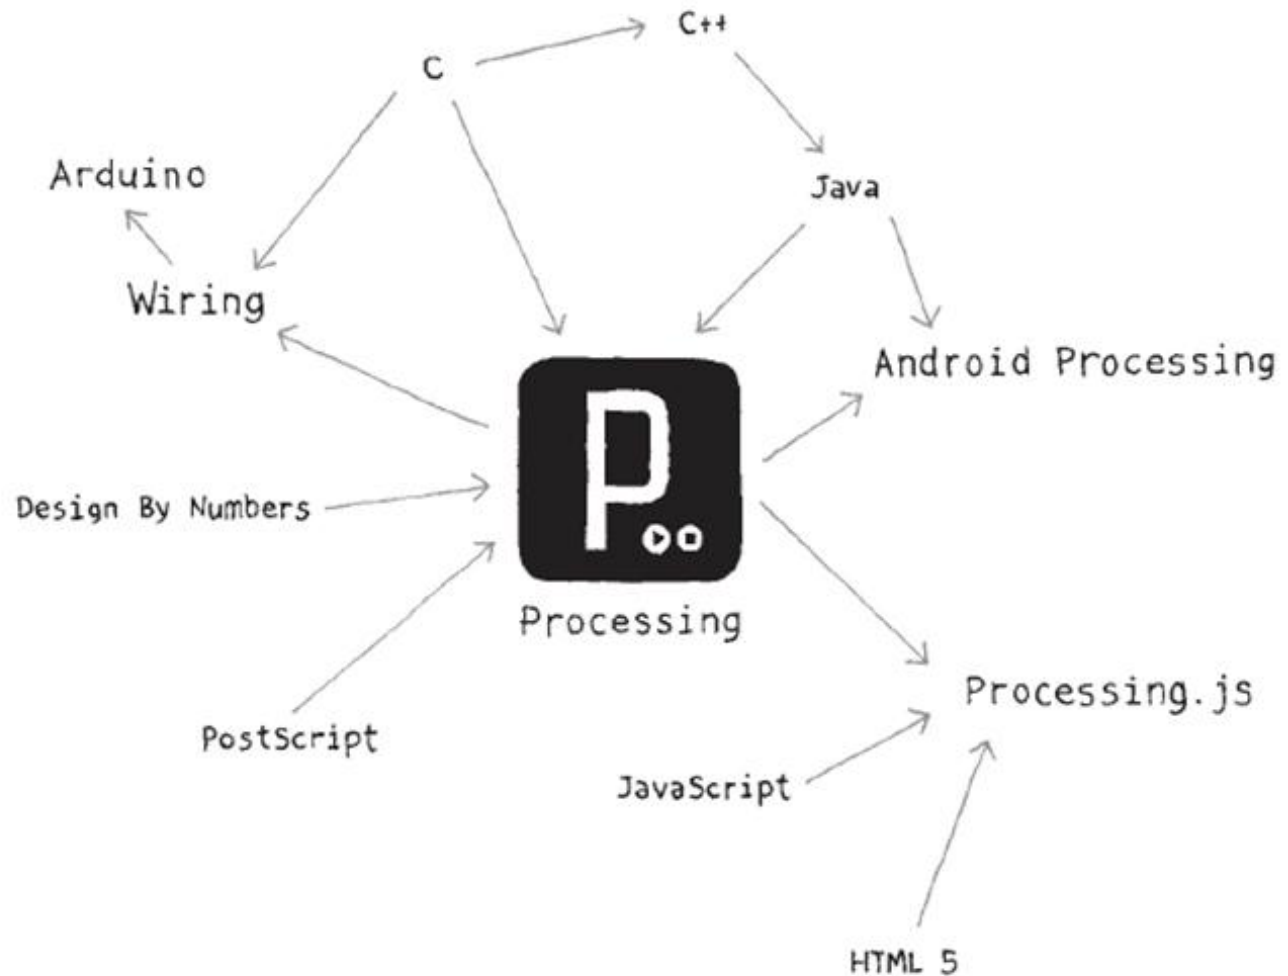 C++
C
Arduino
Java
Wiring
Android Processing
P
Design By Numbers
Processing
Processing.js
PostScript
JavaScript
HTML 5